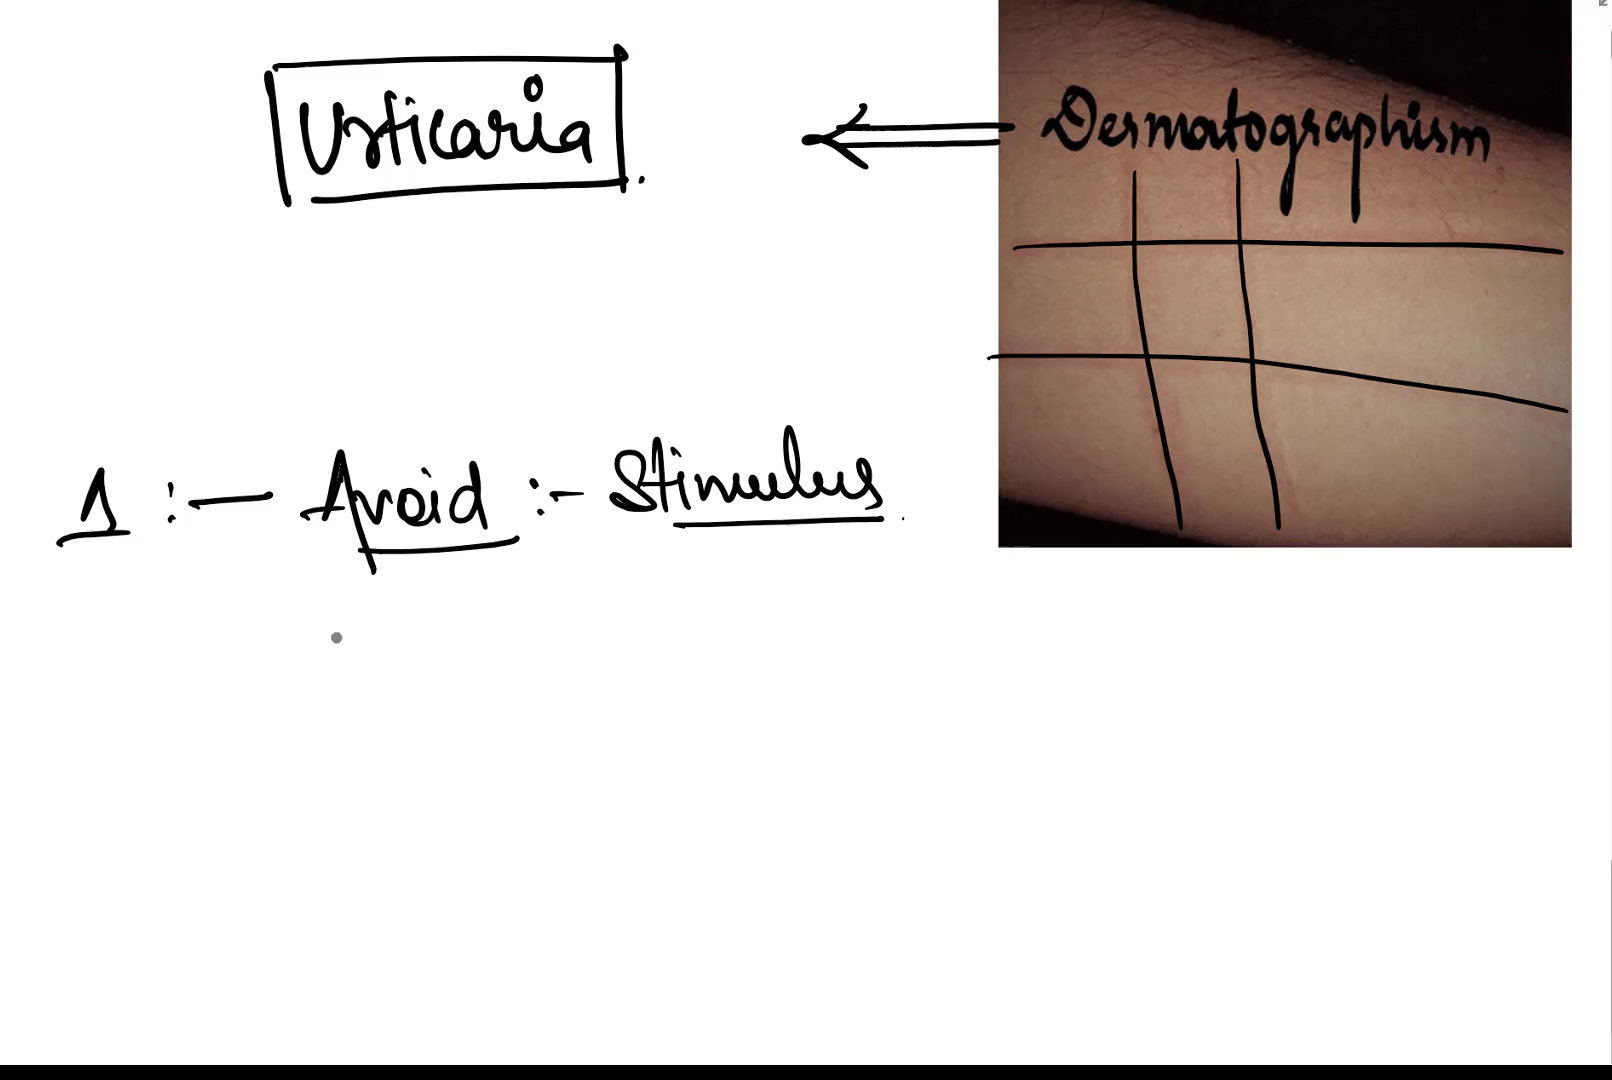 Urticaria.
Dermatographism
1 :- Avoid :- Stimulus.